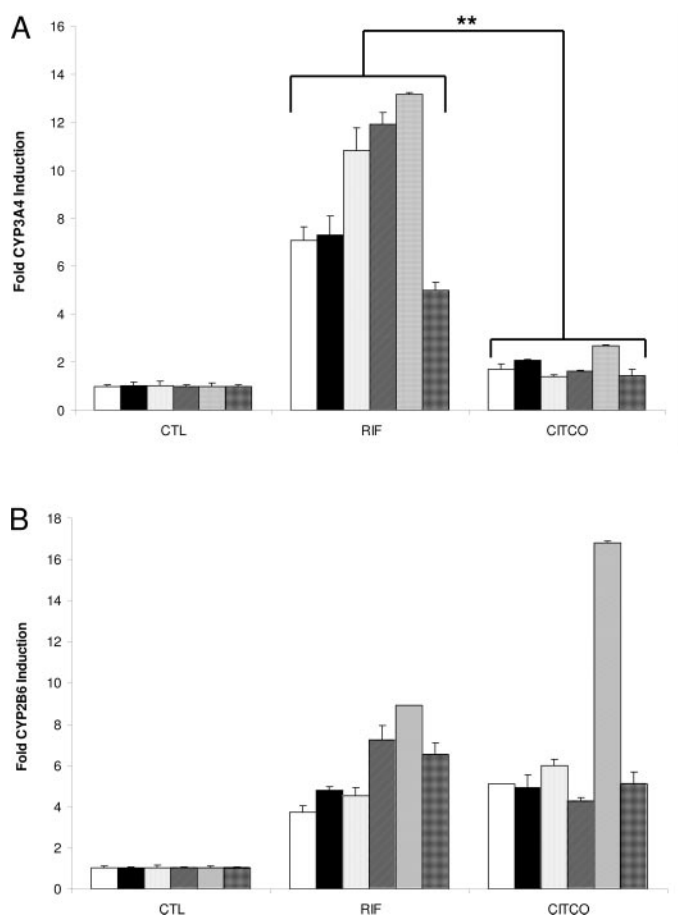 A
Fold CYP3A4 Induction
16
14
12
10
8
6
4
2
0
**
CTL
RIF
CITCO
B
Fold CYP2B6 Induction
18
16
14
12
10
8
6
4
2
0
CTL
RIF
CITCO